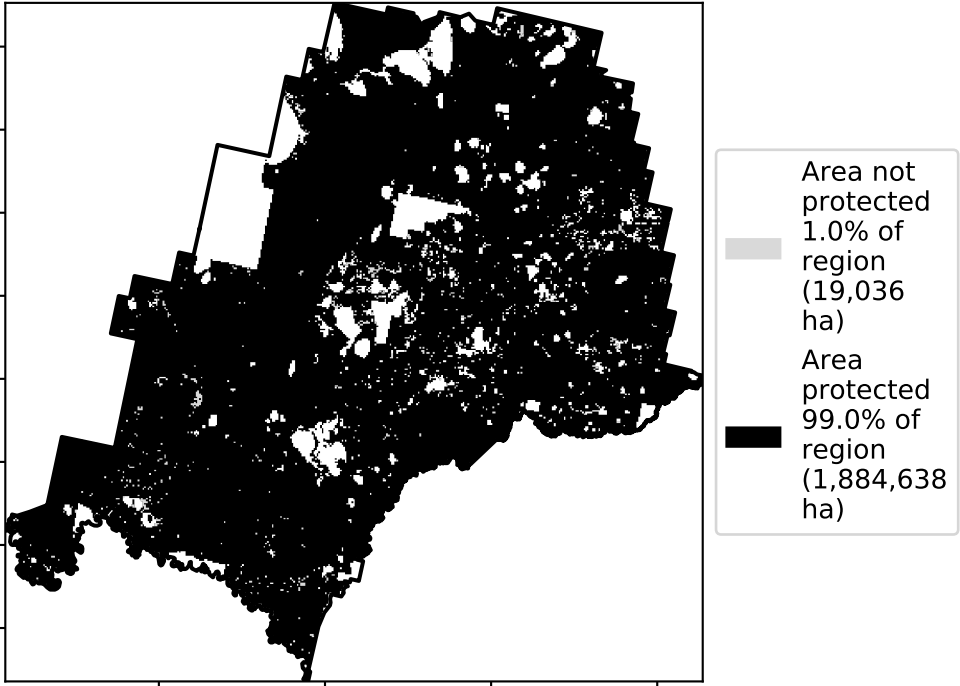 Area not
protected
1.0% of
region
(19,036
ha)
Area
protected
99.0% of
region
(1,884,638
ha)